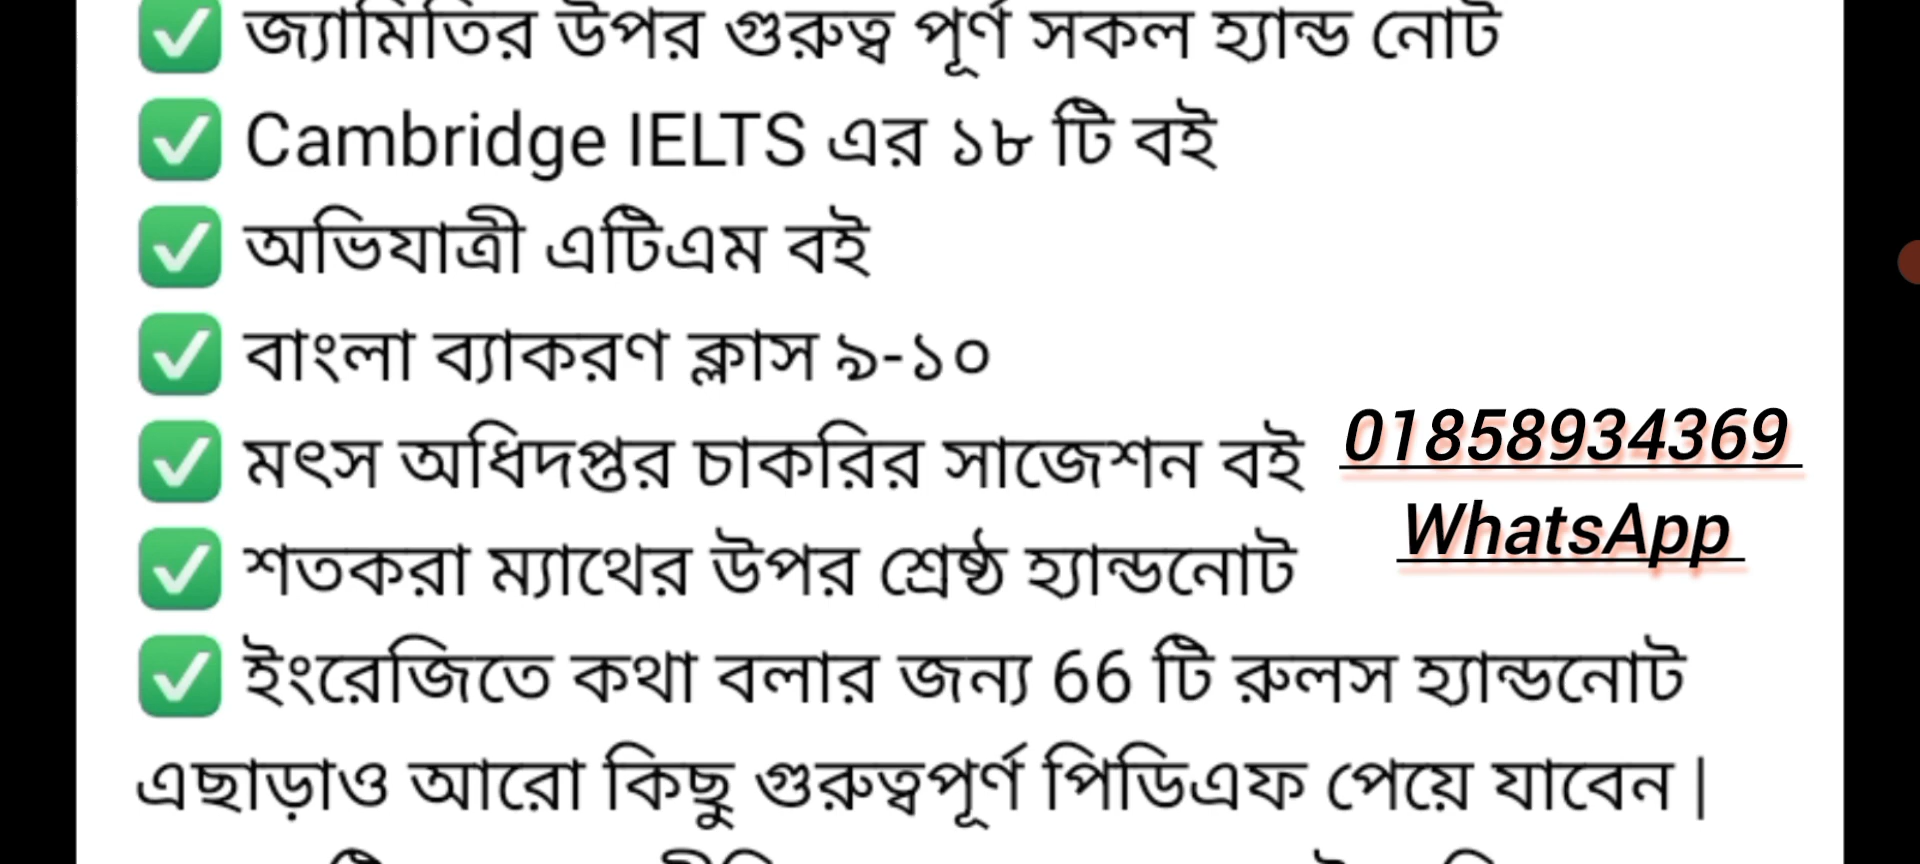 ✅ জ্যামিতির উপর গুরুত্ব পূর্ণ সকল হ্যান্ড নোট
✅ Cambridge IELTS এর ১৮ টি বই
✅ অভিযাত্রী এটিএম বই
✅ বাংলা ব্যাকরণ ক্লাস ৯-১০
✅ মৎস অধিদপ্তর চাকরির সাজেশন বই
01858934369
WhatsApp
✅ শতকরা ম্যাথের উপর শ্রেষ্ঠ হ্যান্ডনোট
✅ ইংরেজিতে কথা বলার জন্য 66 টি রুলস হ্যান্ডনোট
এছাড়াও আরো কিছু গুরুত্বপূর্ণ পিডিএফ পেয়ে যাবেন|